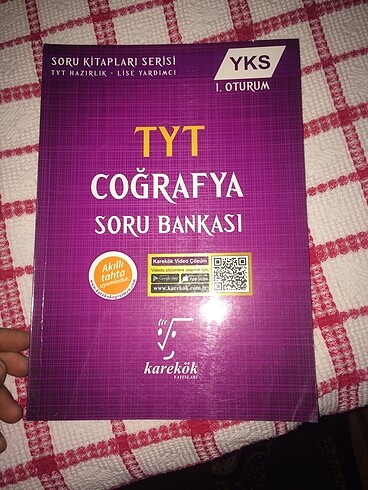 SORU KİTAPLARI SERİSİ
TYT HAZIRLIK - LİSE YARDIMCI
YKS
1. OTURUM
TYT
COĞRAFYA
SORU BANKASI
Akıllı
tahta
uyumludur.
Karekök Video Çözüm
www.karekok.com.tr
karekök
YAYINLARI